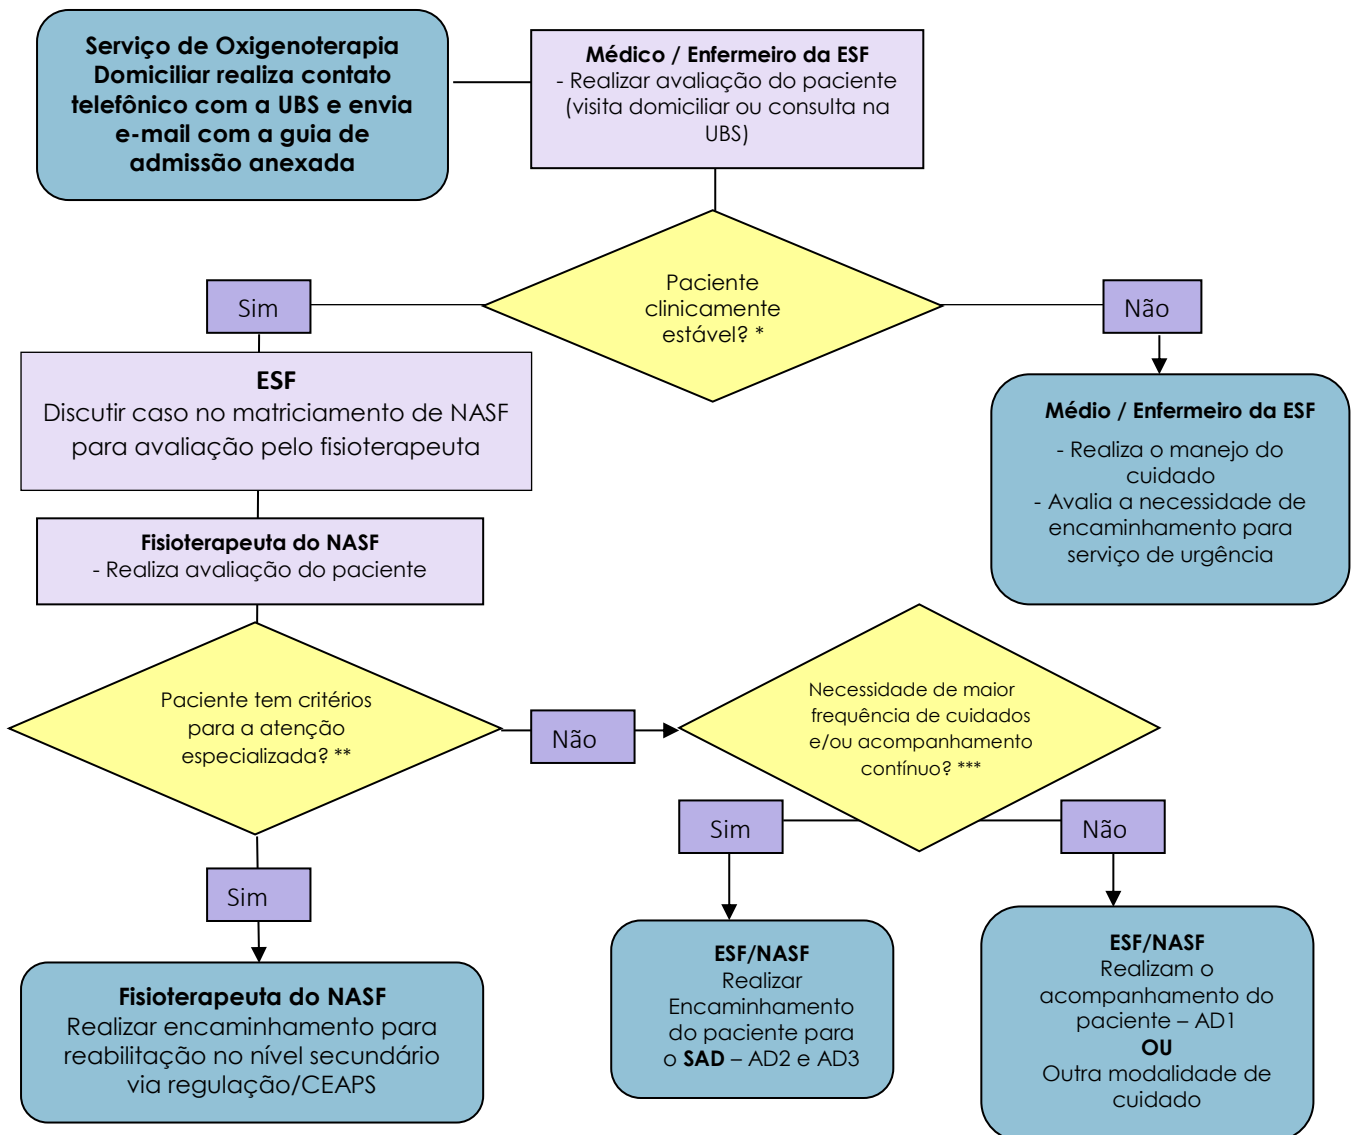 Serviço de Oxigenoterapia
Domiciliar realiza contato
telefônico com a UBS e envia
e-mail com a guia de
admissão anexada
Médico / Enfermeiro da ESF
- Realizar avaliação do paciente
(visita domiciliar ou consulta na
UBS)
Paciente
clinicamente
estável? *
Sim
Não
ESF
Discutir caso no matriciamento de NASF
para avaliação pelo fisioterapeuta
Médio / Enfermeiro da ESF
- Realiza o manejo do
cuidado
- Avalia a necessidade de
encaminhamento para
serviço de urgência
Fisioterapeuta do NASF
- Realiza avaliação do paciente
Paciente tem critérios
para a atenção
especializada? **
Não
Necessidade de maior
frequência de cuidados
e/ou acompanhamento
contínuo? ***
Sim
Não
Sim
Fisioterapeuta do NASF
Realizar encaminhamento para
reabilitação no nível secundário
via regulação/CEAPS
ESF/NASF
Realizar
Encaminhamento
do paciente para
o SAD – AD2 e AD3
ESF/NASF
Realizam o
acompanhamento do
paciente – AD1
OU
Outra modalidade de
cuidado